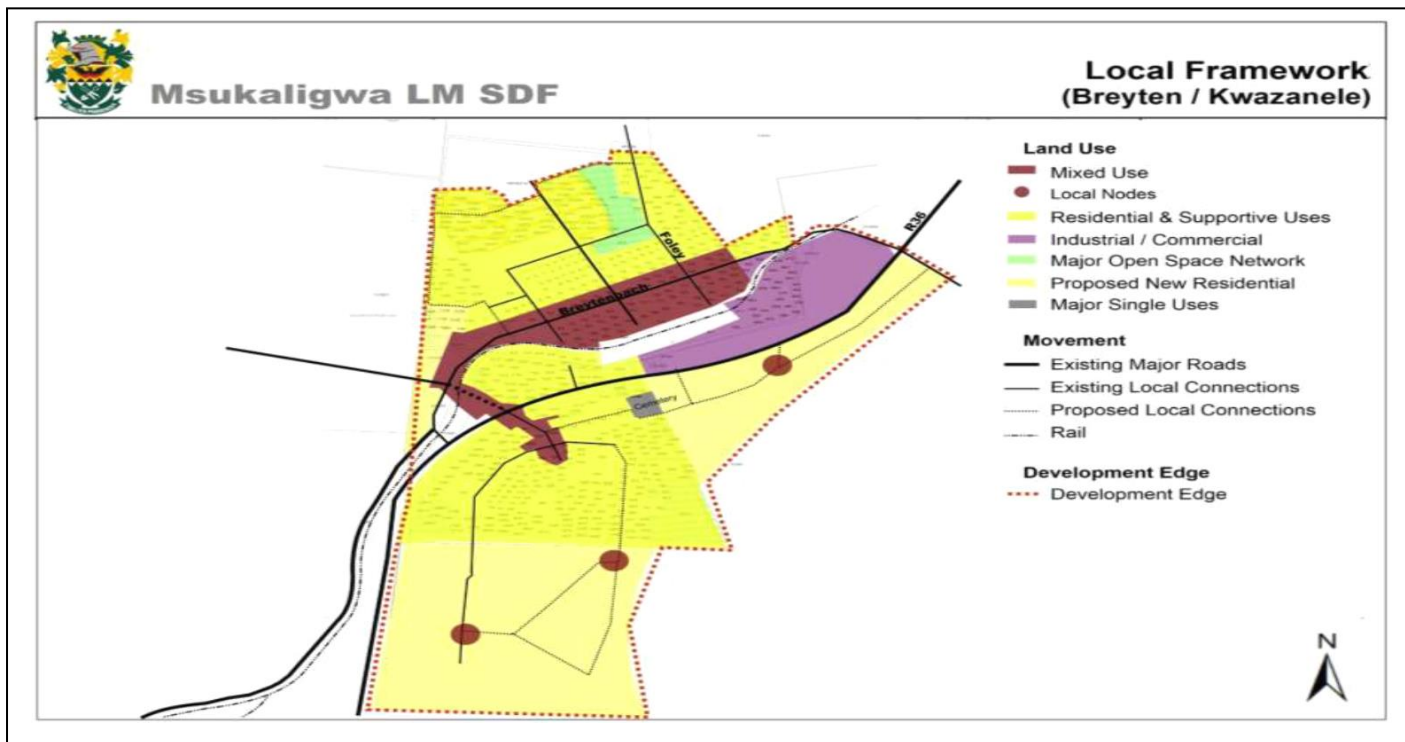 Msukaligwa LM SDF
Local Framework
(Breyten / Kwazanele)
Land Use
Mixed Use
Local Nodes
Residential & Supportive Uses
Industrial / Commercial
Major Open Space Network
Proposed New Residential
Major Single Uses
Movement
Existing Major Roads
Existing Local Connections
Proposed Local Connections
Rail
Development Edge
Development Edge
R36
Foley
Breytenbach
Cemetery
N